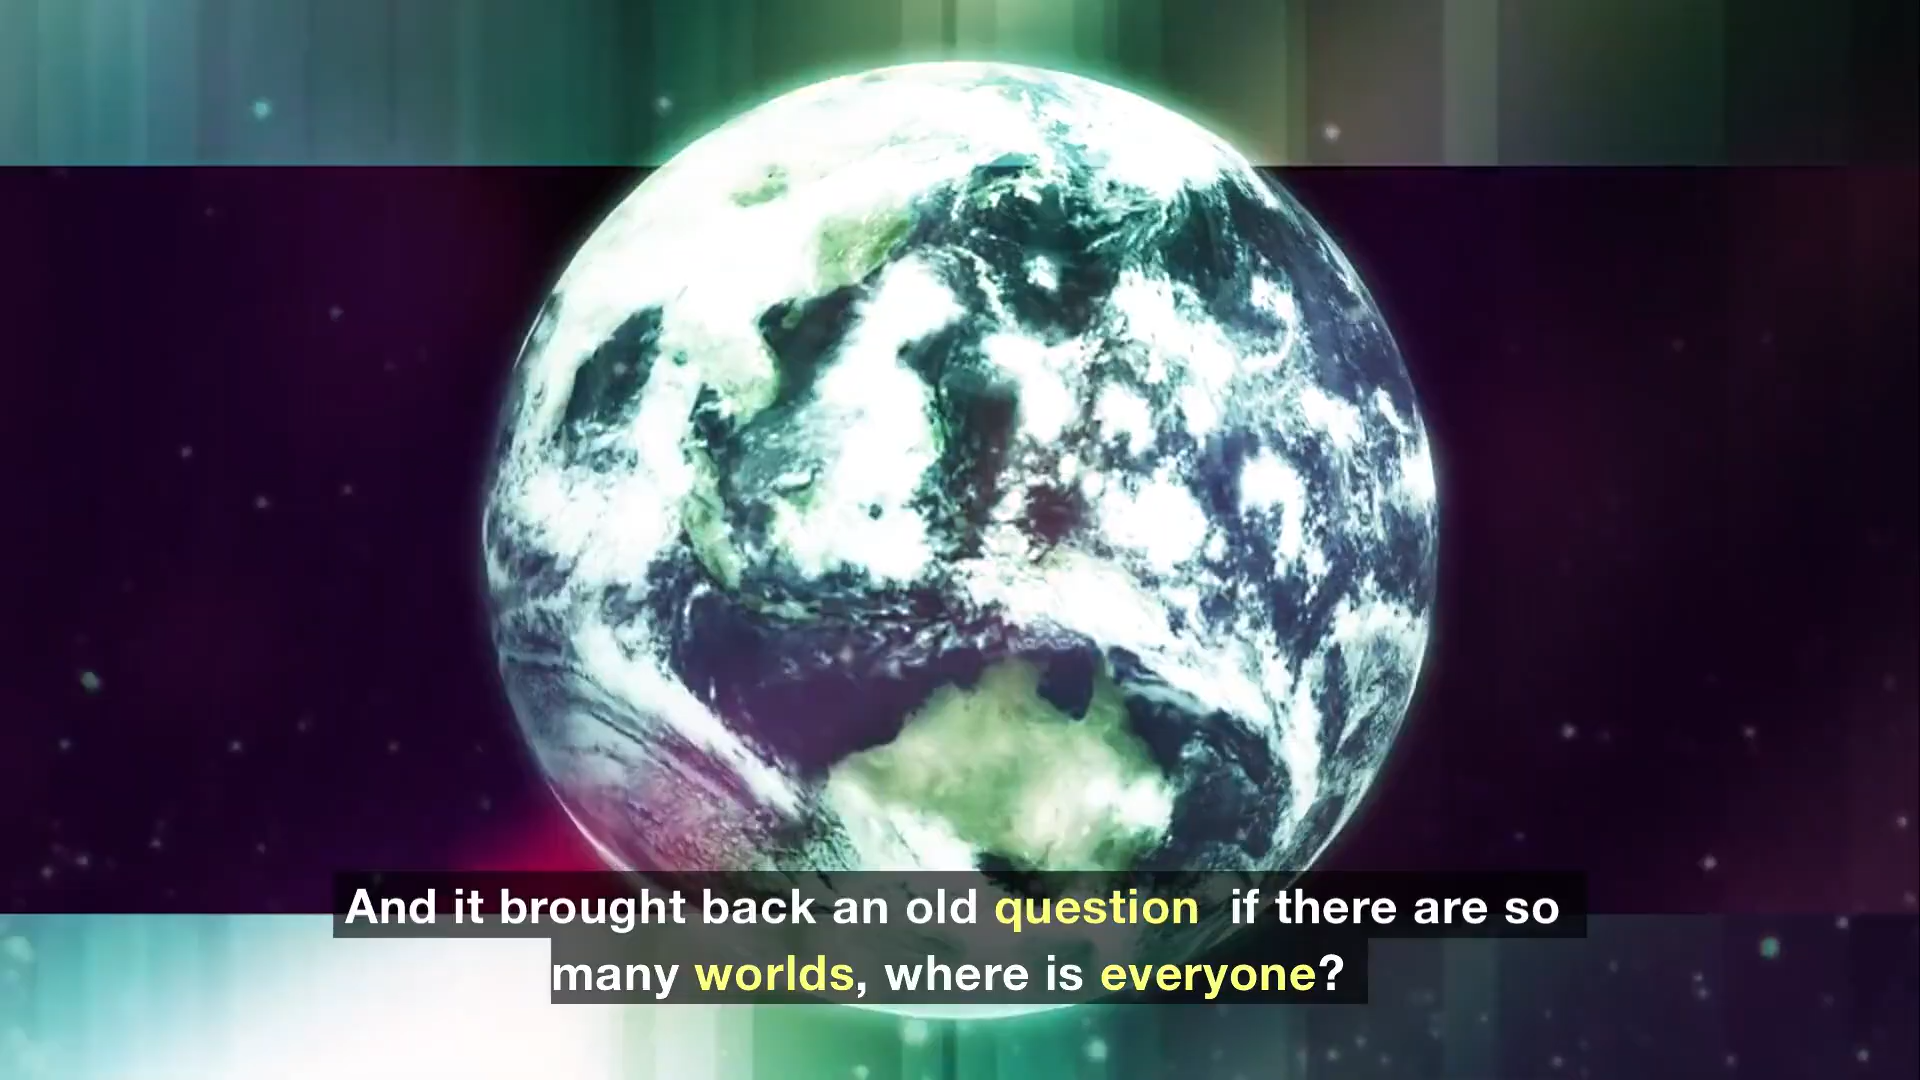 And it brought back an old question if there are so
many worlds, where is everyone?